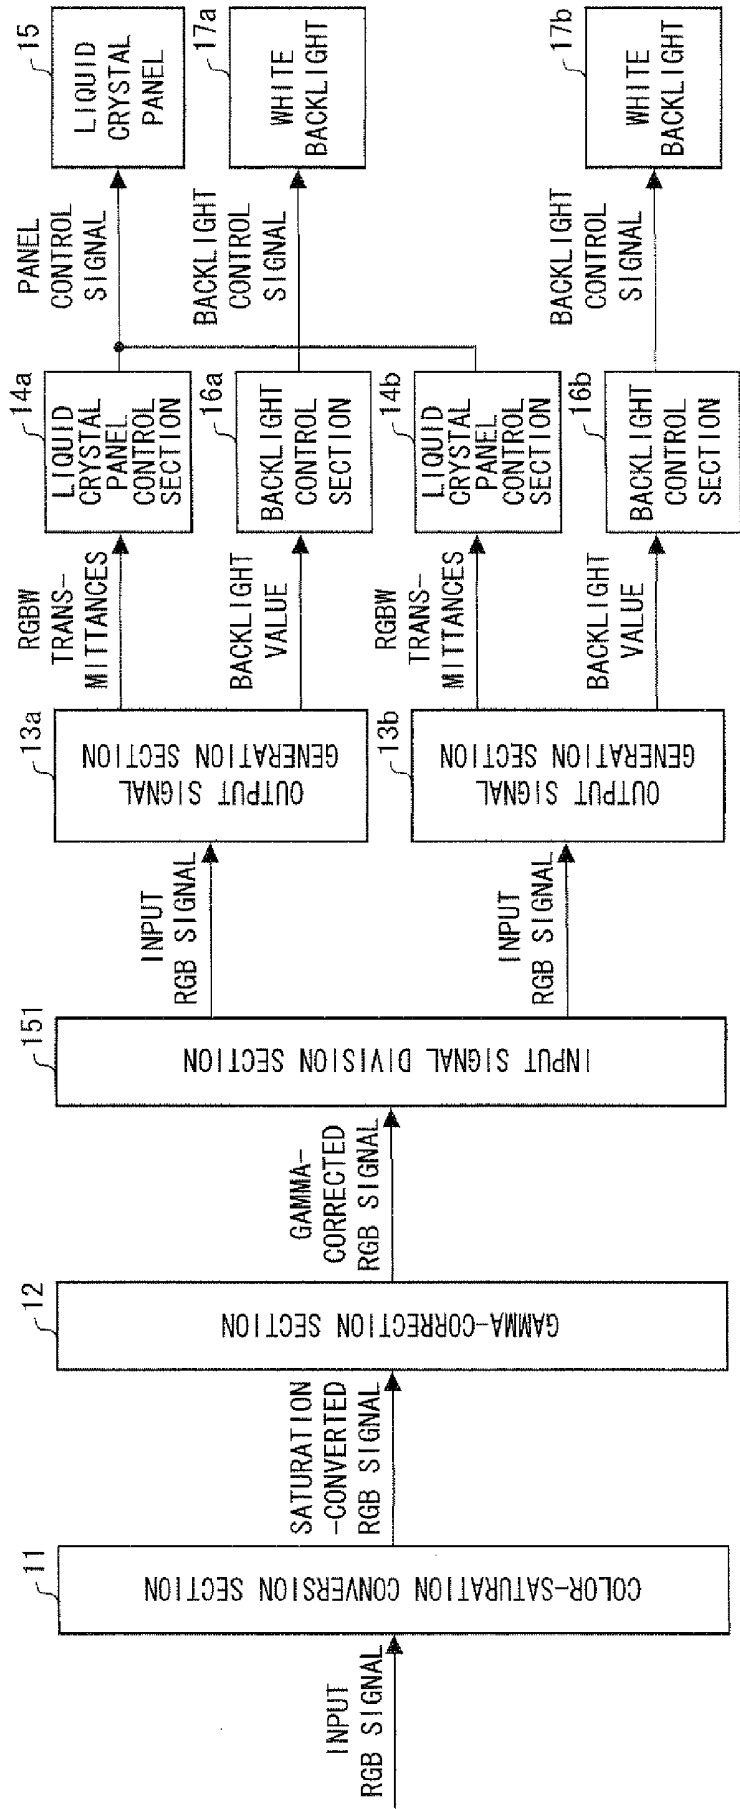 INPUT
RGB SIGNAL
11
COLOR-SATURATION CONVERSION SECTION
SATURATION
-CONVERTED
RGB SIGNAL
12
GAMMA-CORRECTION SECTION
GAMMA-
CORRECTED
RGB SIGNAL
151
INPUT SIGNAL DIVISION SECTION
INPUT
RGB SIGNAL
INPUT
RGB SIGNAL
13a
OUTPUT SIGNAL
GENERATION SECTION
13b
OUTPUT SIGNAL
GENERATION SECTION
RGBW
TRANS-
MITTANCES
BACKLIGHT
VALUE
RGBW
TRANS-
MITTANCES
BACKLIGHT
VALUE
14a
LIQUID
CRYSTAL
PANEL
CONTROL
SECTION
16a
BACKLIGHT
CONTROL
SECTION
14b
LIQUID
CRYSTAL
PANEL
CONTROL
SECTION
16b
BACKLIGHT
CONTROL
SECTION
PANEL
CONTROL
SIGNAL
BACKLIGHT
CONTROL
SIGNAL
BACKLIGHT
CONTROL
SIGNAL
15
LIQUID
CRYSTAL
PANEL
17a
WHITE
BACKLIGHT
17b
WHITE
BACKLIGHT